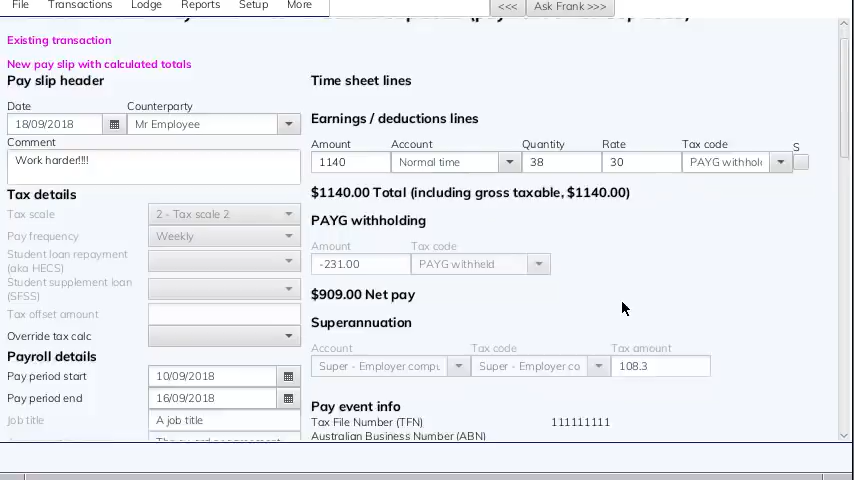 File Transactions Lodge Reports Setup More <<< Ask Frank >>>
Existing transaction
New pay slip with calculated totals
Pay slip header
Date Counterparty
18/09/2018 Mr Employee
Comment
Work harder!!!!
Tax details
Tax scale 2 - Tax scale 2
Pay frequency Weekly
Student loan repayment
(aka HECS)
Student supplement loan
(SFSS)
Tax offset amount
Override tax calc
Payroll details
Pay period start 10/09/2018
Pay period end 16/09/2018
Job title A job title
Time sheet lines
Earnings / deductions lines
Amount Account Quantity Rate Tax code S
1140 Normal time 38 30 PAYG withhol
$1140.00 Total (including gross taxable, $1140.00)
PAYG withholding
Amount Tax code
-231.00 PAYG withheld
$909.00 Net pay
Superannuation
Account Tax code Tax amount
Super - Employer compu Super - Employer co 108.3
Pay event info
Tax File Number (TFN) 111111111
Australian Business Number (ABN)